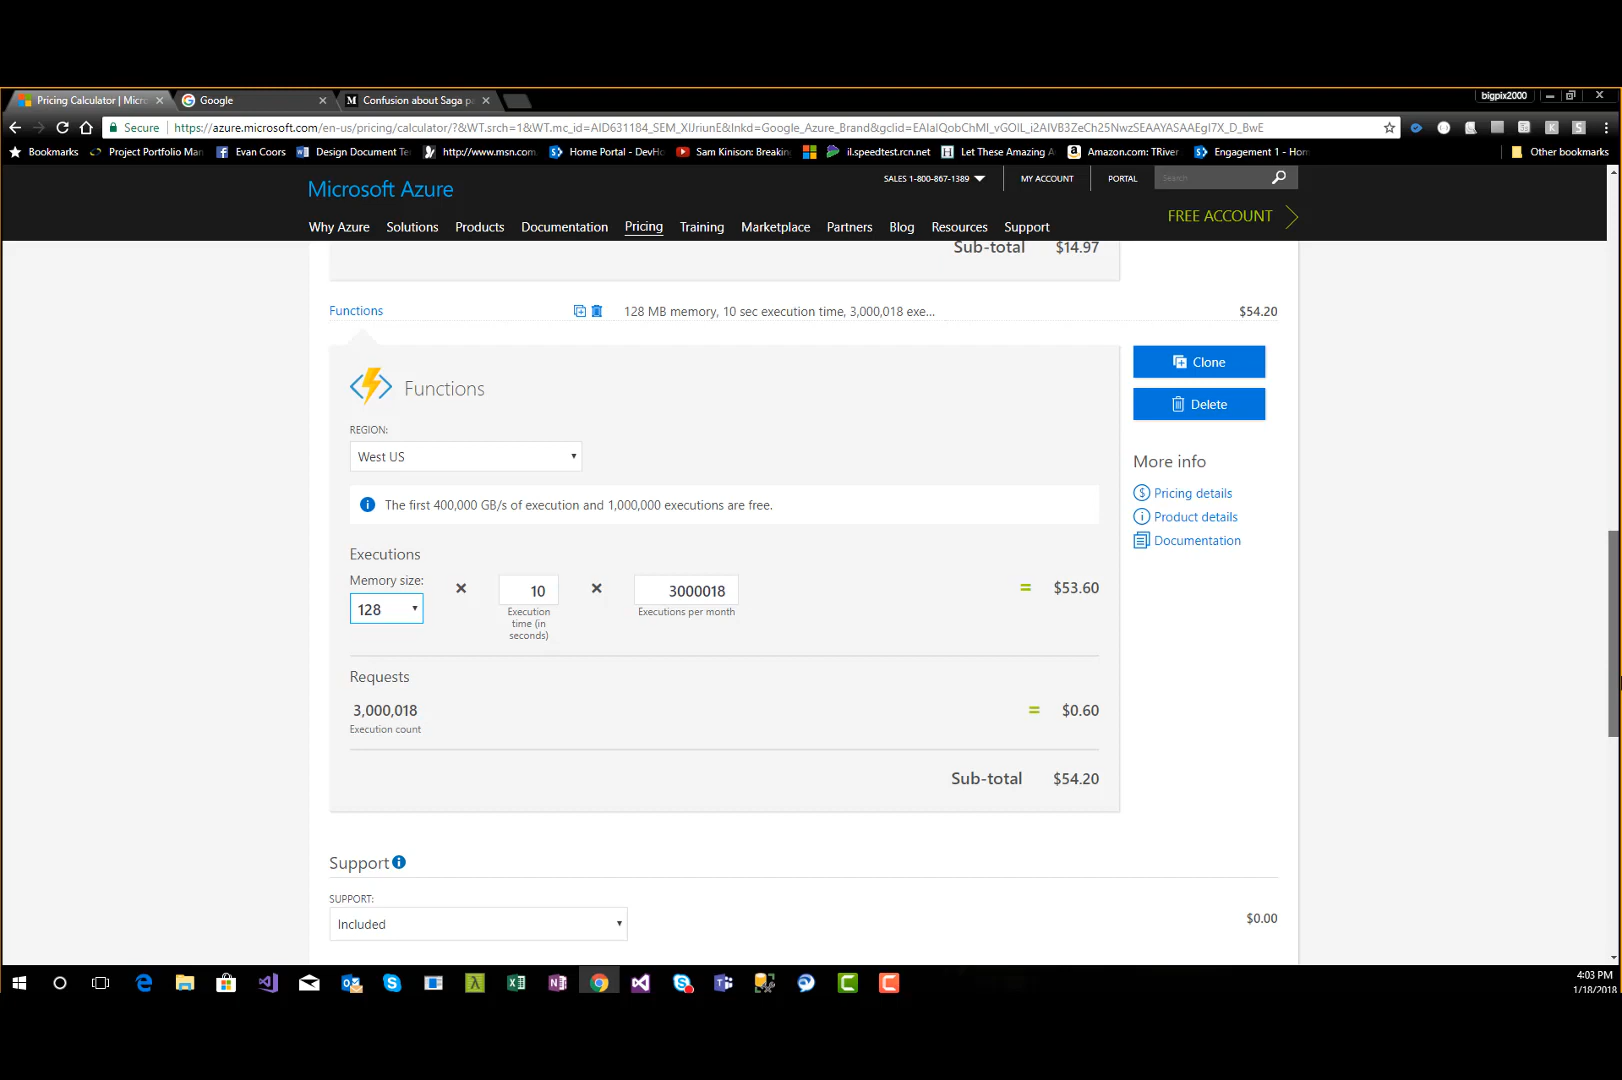 Pricing Calculator | Micro
Google
Confusion about Saga pa
bigpix2000
Secure
https://azure.microsoft.com/en-us/pricing/calculator/?&WT.srch=1&WT.mc_id=AID631184_SEM_XlJriunE&lnkd=Google_Azure_Brand&gclid=EAIaIQobChMI_vGOIL_i2AIVB3ZeCh25NwzSEAAYASAAEgI7X_D_BwE
Bookmarks
Project Portfolio Man
Evan Coors
Design Document Te
http://www.msn.com
Home Portal - DevHo
Sam Kinison: Breakin
il.speedtest.rcn.net
Let These Amazing A
Amazon.com: TRiver
Engagement 1 - Hom
Other bookmarks
Microsoft Azure
SALES 1-800-867-1389
MY ACCOUNT
PORTAL
Search
Why Azure
Solutions
Products
Documentation
Pricing
Training
Marketplace
Partners
Blog
Resources
Support
FREE ACCOUNT
Sub-total $14.97
Functions
128 MB memory, 10 sec execution time, 3,000,018 exe...
$54.20
Functions
Clone
Delete
REGION:
West US
More info
Pricing details
Product details
Documentation
The first 400,000 GB/s of execution and 1,000,000 executions are free.
Executions
Memory size:
128
×
10
Execution
time (in
seconds)
×
3000018
Executions per month
= $53.60
Requests
3,000,018
Execution count
= $0.60
Sub-total $54.20
Support
SUPPORT:
Included
$0.00
4:03 PM
1/18/2018